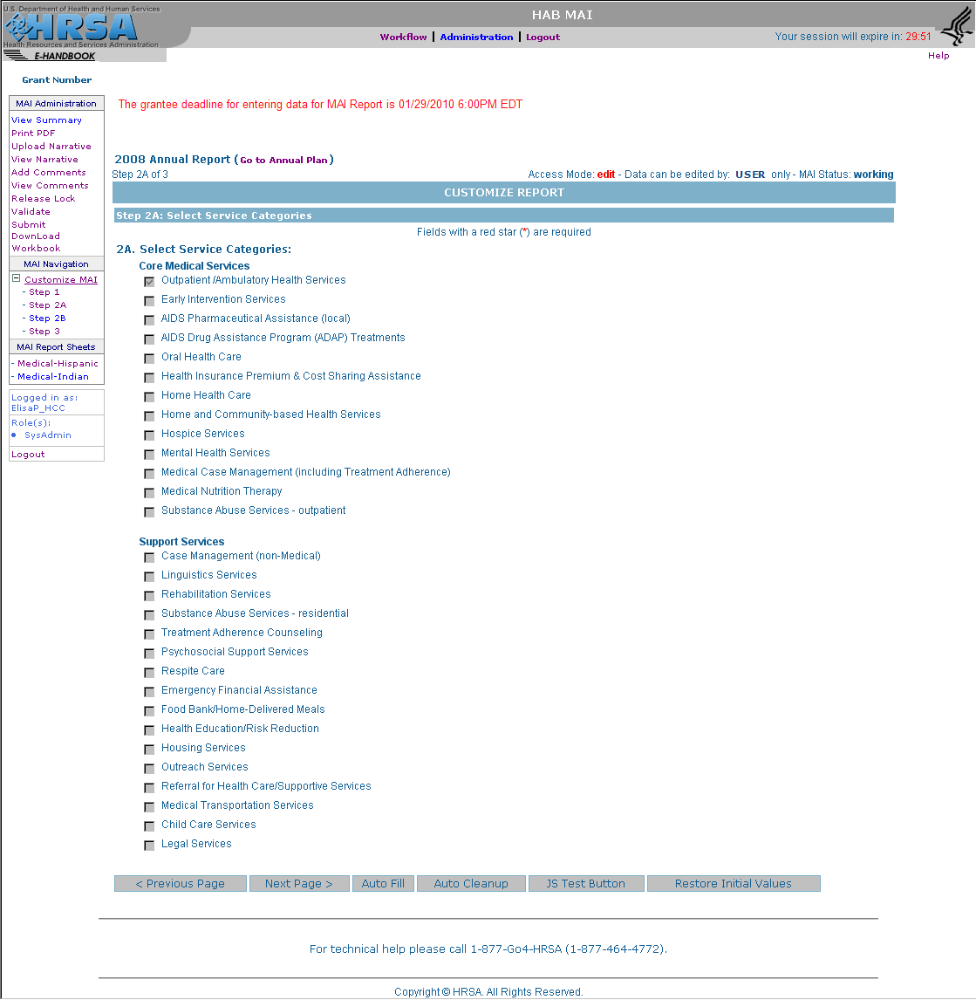 U.S. Department of Health and Human Services
HRSA
Health Resources and Services Administration
E-HANDBOOK
HAB MAI
Workflow | Administration | Logout
Your session will expire in: 29:51
Help
Grant Number
MAI Administration
View Summary
Print PDF
Upload Narrative
View Narrative
Add Comments
View Comments
Release Lock
Validate
Submit
DownLoad
Workbook
MAI Navigation
Customize MAI
- Step 1
- Step 2A
- Step 2B
- Step 3
MAI Report Sheets
- Medical-Hispanic
- Medical-Indian
Logged in as:
ElisaP_HCC
Role(s):
• SysAdmin
Logout
The grantee deadline for entering data for MAI Report is 01/29/2010 6:00PM EDT
2008 Annual Report (Go to Annual Plan)
Step 2A of 3
Access Mode: edit - Data can be edited by: USER only - MAI Status: working
CUSTOMIZE REPORT
Step 2A: Select Service Categories
Fields with a red star (*) are required
2A. Select Service Categories:
Core Medical Services
Outpatient /Ambulatory Health Services
Early Intervention Services
AIDS Pharmaceutical Assistance (local)
AIDS Drug Assistance Program (ADAP) Treatments
Oral Health Care
Health Insurance Premium & Cost Sharing Assistance
Home Health Care
Home and Community-based Health Services
Hospice Services
Mental Health Services
Medical Case Management (including Treatment Adherence)
Medical Nutrition Therapy
Substance Abuse Services - outpatient
Support Services
Case Management (non-Medical)
Linguistics Services
Rehabilitation Services
Substance Abuse Services - residential
Treatment Adherence Counseling
Psychosocial Support Services
Respite Care
Emergency Financial Assistance
Food Bank/Home-Delivered Meals
Health Education/Risk Reduction
Housing Services
Outreach Services
Referral for Health Care/Supportive Services
Medical Transportation Services
Child Care Services
Legal Services
< Previous Page
Next Page >
Auto Fill
Auto Cleanup
JS Test Button
Restore Initial Values
For technical help please call 1-877-Go4-HRSA (1-877-464-4772).
Copyright © HRSA. All Rights Reserved.